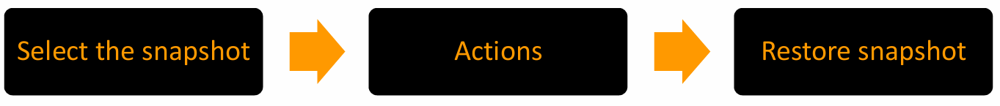 Select the snapshot
Actions
Restore snapshot